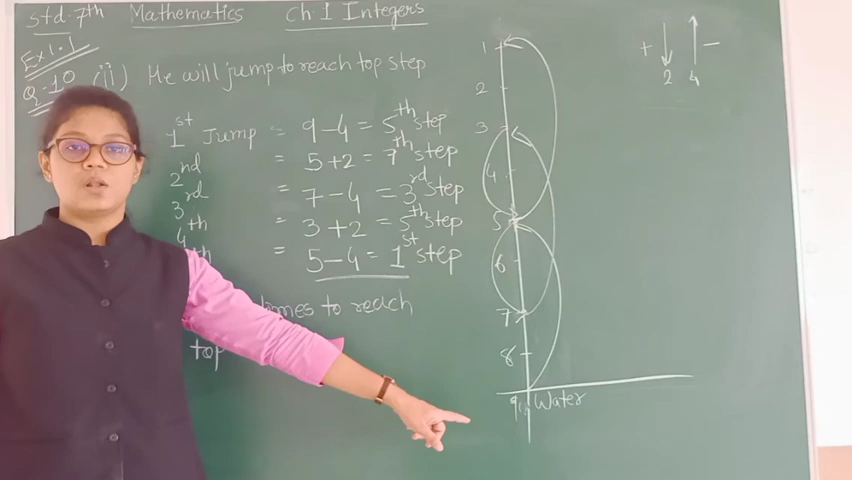 Std. 7th Mathematics Ch. 1 Integers
Ex 1.1
Q.10 (ii) He will jump to reach top step
1st Jump = 9 - 4 = 5th step
2nd = 5 + 2 = 7th step
3rd = 7 - 4 = 3rd step
4th = 3 + 2 = 5th step
th = 5 - 4 = 1st step
times to reach
top
1
2
3
4
5
6
7
8
9 Water
+ 2 4 -